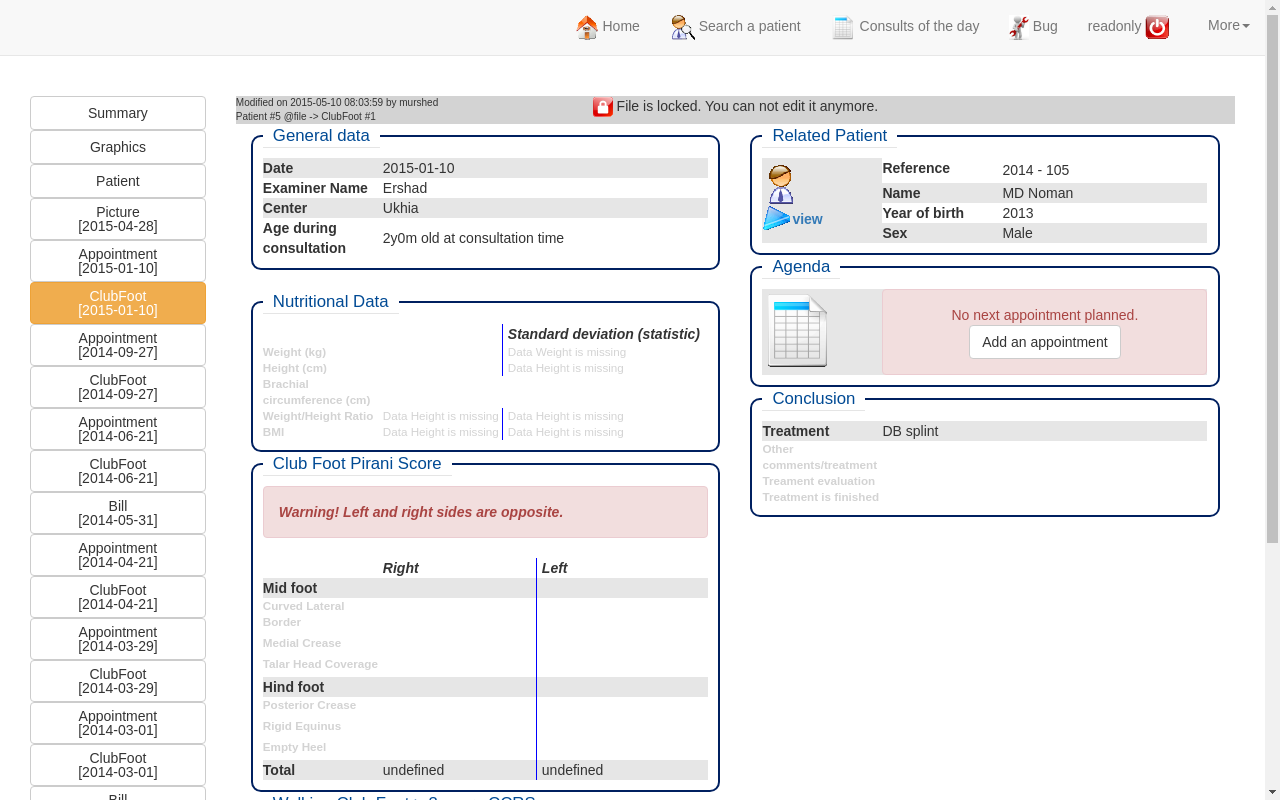 Home
Search a patient
Consults of the day
Bug
readonly
More
Summary
Graphics
Patient
Picture
[2015-04-28]
Appointment
[2015-01-10]
ClubFoot
[2015-01-10]
Appointment
[2014-09-27]
ClubFoot
[2014-09-27]
Appointment
[2014-06-21]
ClubFoot
[2014-06-21]
Bill
[2014-05-31]
Appointment
[2014-04-21]
ClubFoot
[2014-04-21]
Appointment
[2014-03-29]
ClubFoot
[2014-03-29]
Appointment
[2014-03-01]
ClubFoot
[2014-03-01]
Bill
Modified on 2015-05-10 08:03:59 by murshed
Patient #5 @file -> ClubFoot #1
File is locked. You can not edit it anymore.
General data
Date 2015-01-10
Examiner Name Ershad
Center Ukhia
Age during
consultation
2y0m old at consultation time
Nutritional Data
Standard deviation (statistic)
Weight (kg) Data Weight is missing
Height (cm) Data Height is missing
Brachial
circumference (cm)
Weight/Height Ratio Data Height is missing Data Height is missing
BMI Data Height is missing Data Height is missing
Club Foot Pirani Score
Warning! Left and right sides are opposite.
Right Left
Mid foot
Curved Lateral
Border
Medial Crease
Talar Head Coverage
Hind foot
Posterior Crease
Rigid Equinus
Empty Heel
Total undefined undefined
Related Patient
view
Reference 2014 - 105
Name MD Noman
Year of birth 2013
Sex Male
Agenda
No next appointment planned.
Add an appointment
Conclusion
Treatment DB splint
Other
comments/treatment
Treament evaluation
Treatment is finished